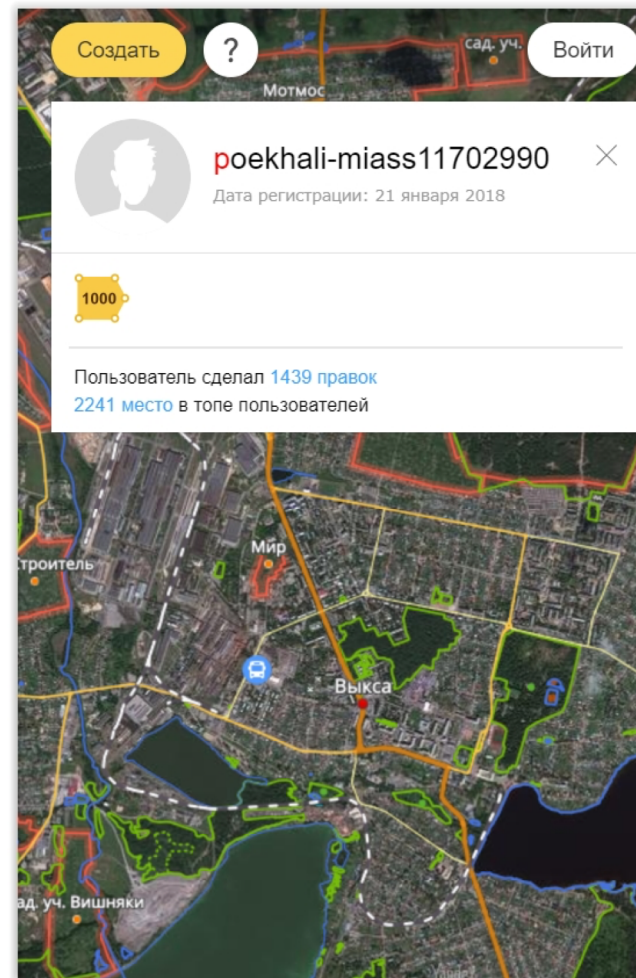 Создать
?
Войти
сад. уч.
Мотмос
poekhali-miass11702990
Дата регистрации: 21 января 2018
1000
Пользователь сделал 1439 правок
2241 место в топе пользователей
Мир
троитель
Выкса
ад. уч. Вишняки